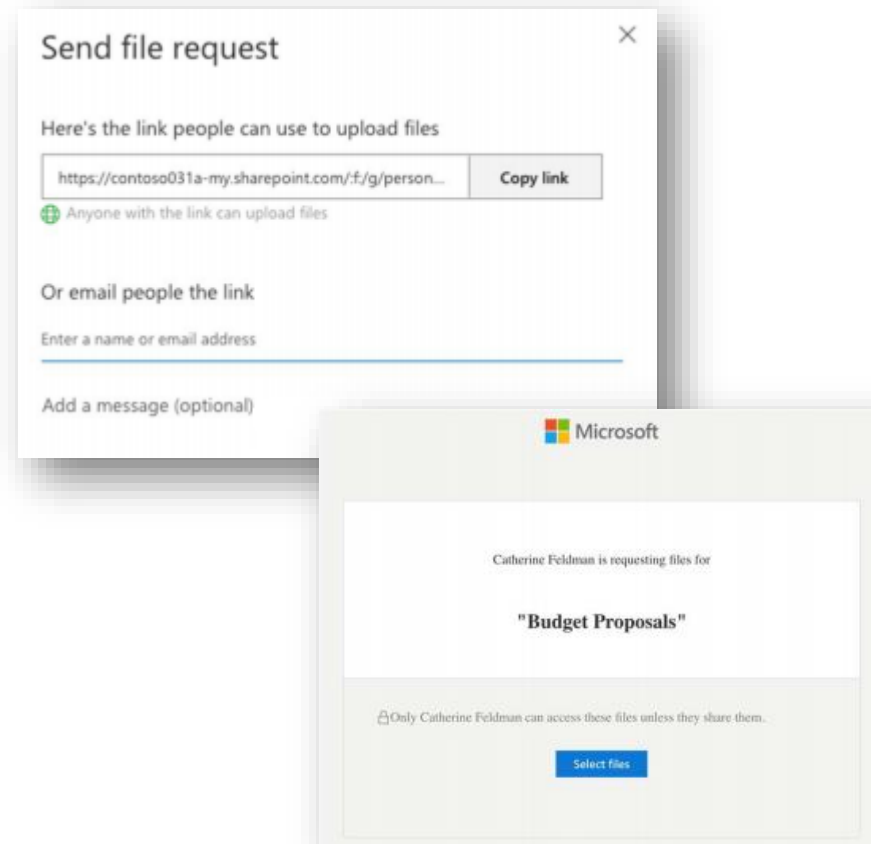 Send file request
Here's the link people can use to upload files
https://contoso031a-my.sharepoint.com/:f:/g/person...
Copy link
Anyone with the link can upload files
Or email people the link
Enter a name or email address
Add a message (optional)
Microsoft
Catherine Feldman is requesting files for
"Budget Proposals"
Only Catherine Feldman can access these files unless they share them.
Select files